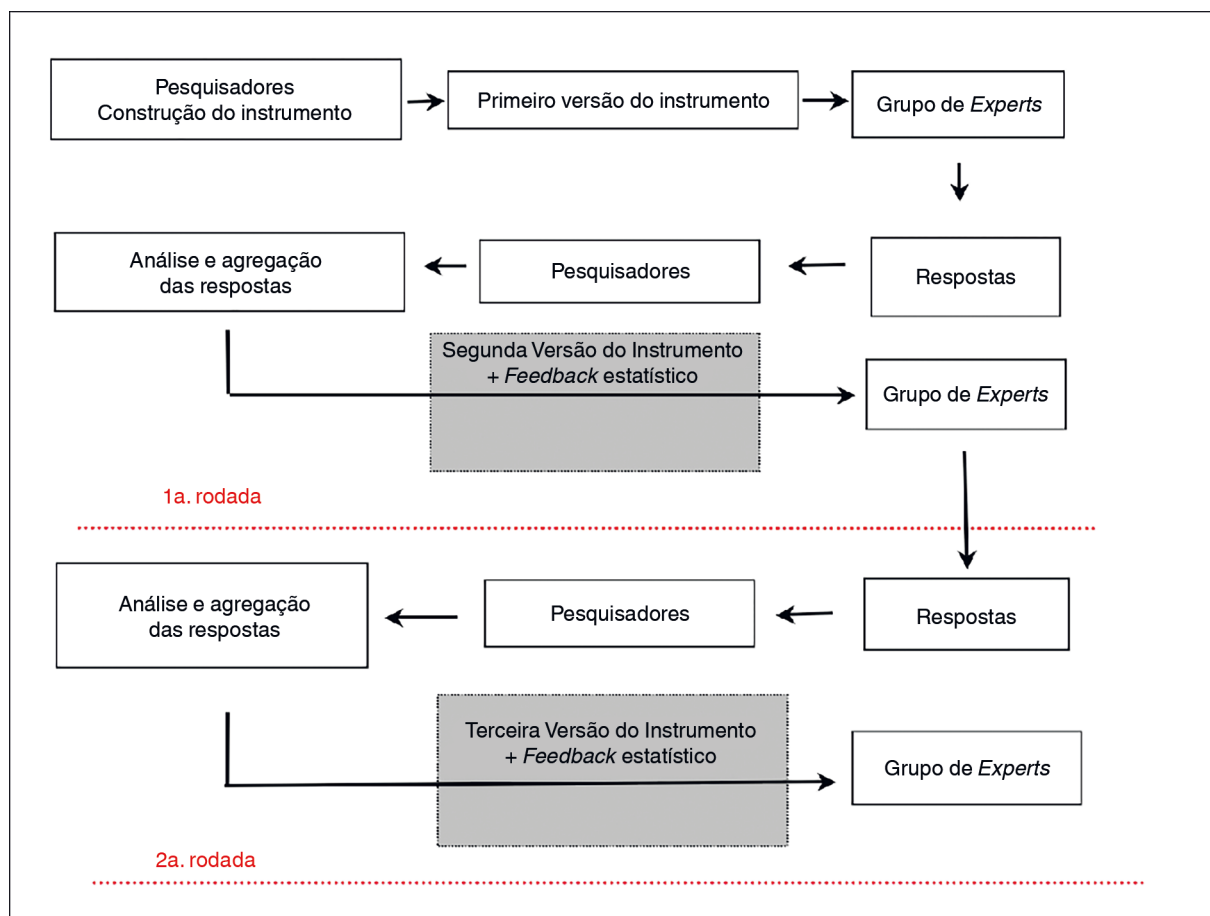 Pesquisadores
Construção do instrumento
Primeiro versão do instrumento
Grupo de Experts
Análise e agregação
das respostas
Pesquisadores
Respostas
Segunda Versão do Instrumento
+ Feedback estatístico
Grupo de Experts
1a. rodada
Análise e agregação
das respostas
Pesquisadores
Respostas
Terceira Versão do Instrumento
+ Feedback estatístico
Grupo de Experts
2a. rodada